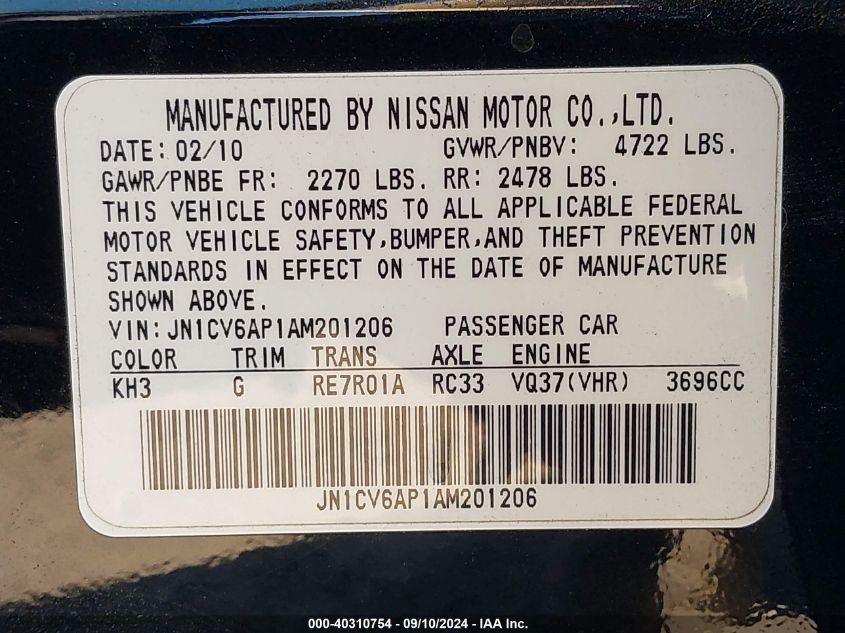 MANUFACTURED BY NISSAN MOTOR CO.,LTD.
DATE: 02/10 GVWR/PNBV: 4722 LBS.
GAWR/PNBE FR: 2270 LBS. RR: 2478 LBS.
THIS VEHICLE CONFORMS TO ALL APPLICABLE FEDERAL
MOTOR VEHICLE SAFETY,BUMPER,AND THEFT PREVENTION
STANDARDS IN EFFECT ON THE DATE OF MANUFACTURE
SHOWN ABOVE.
VIN: JN1CV6AP1AM201206 PASSENGER CAR
COLOR TRIM TRANS AXLE ENGINE
KH3 G RE7R01A RC33 VQ37(VHR) 3696CC
JN1CV6AP1AM201206
000-40310754 - 09/10/2024 - IAA Inc.